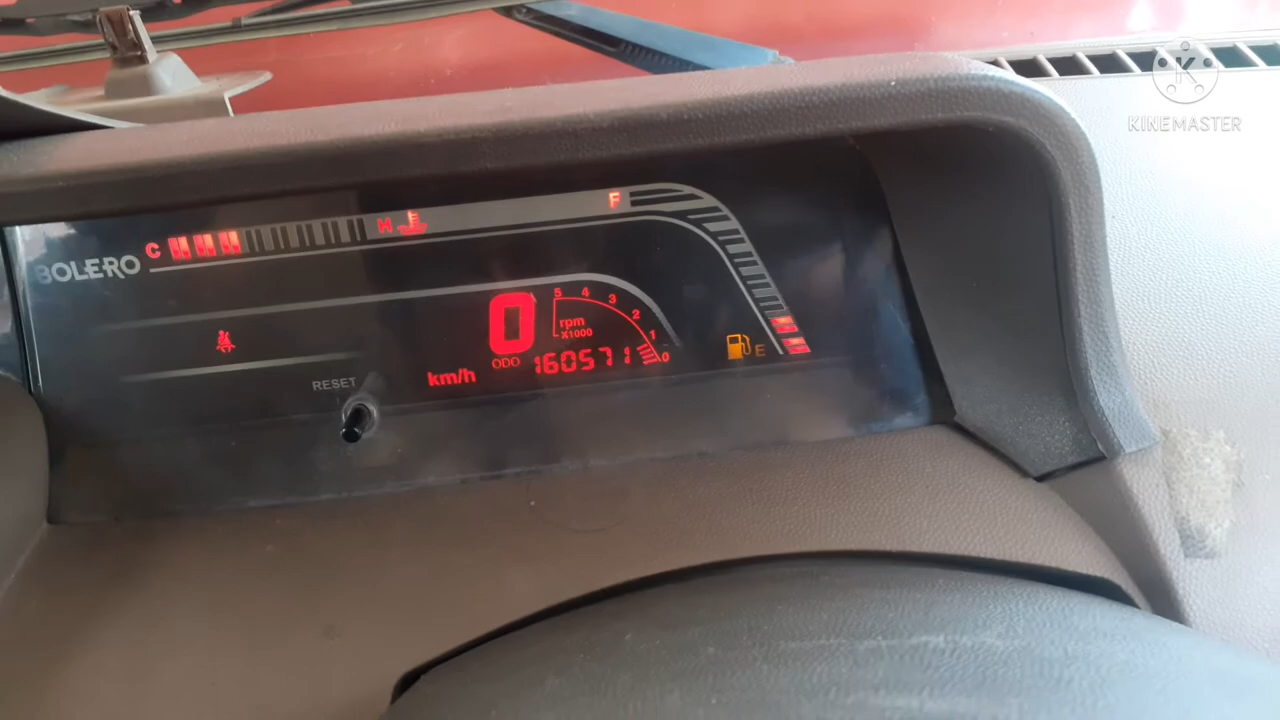 KINEMASTER
BOLERO
C
H
F
0
5 4 3 2 1 0
rpm
x1000
ODO 160571
km/h
E
RESET